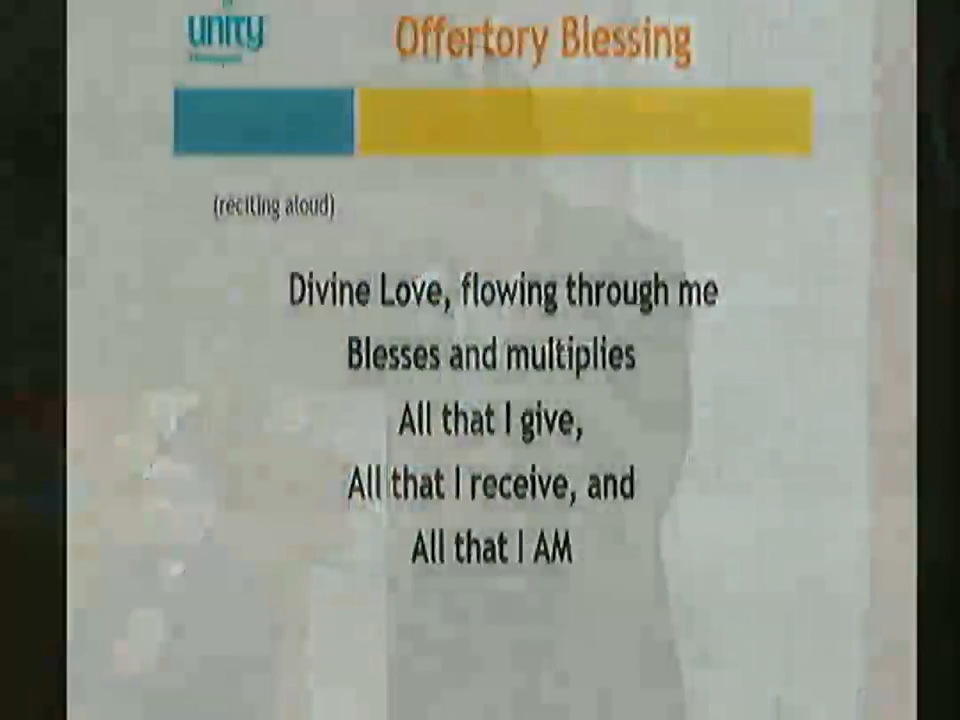 unity
Offertory Blessing
(reciting aloud)
Divine Love, flowing through me
Blesses and multiplies
All that I give,
All that I receive, and
All that I AM